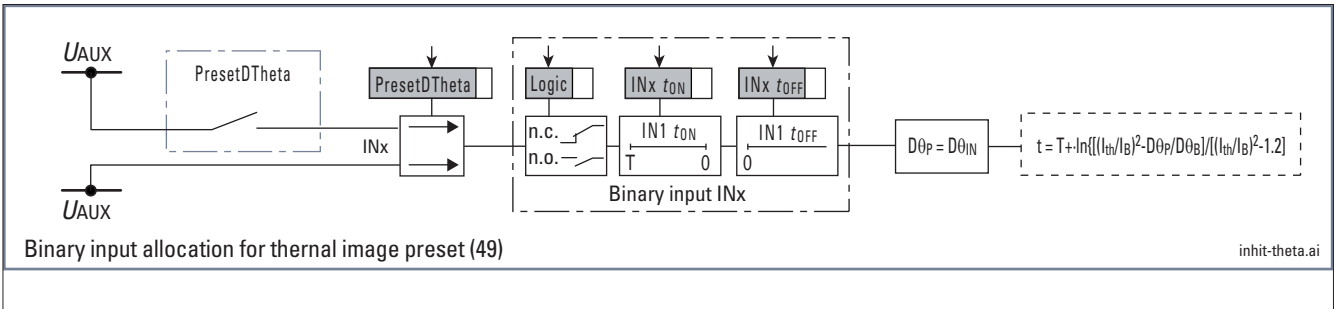 UAUX
PresetDTheta
PresetDTheta
Logic
INx tON
INx tOFF
INx
n.c.
n.o.
IN1 tON
T 0
IN1 tOFF
0
DθP = DθIN
t = T+·ln{[(Ith/IB)²-DθP/DθB]/[(Ith/IB)²-1.2]
Binary input INx
UAUX
Binary input allocation for thernal image preset (49)
inhit-theta.ai